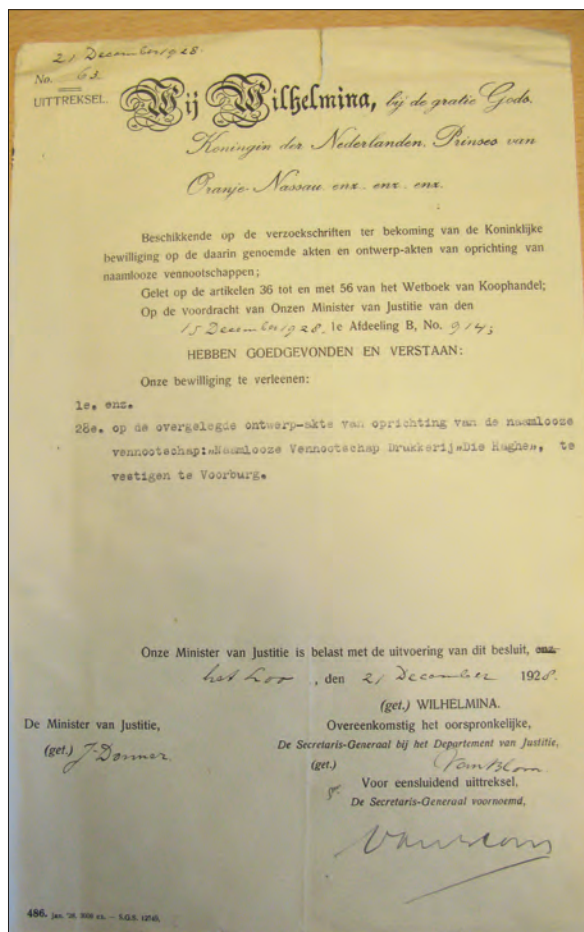 21 December 1928.
No. 63.
UITTREKSEL.
Wij Wilhelmina, bij de gratie Gods,
Koningin der Nederlanden, Prinses van
Oranje-Nassau, enz., enz., enz.
Beschikkende op de verzoekschriften ter bekoming van de Koninklijke
bewilliging op de daarin genoemde akten en ontwerp-akten van oprichting van
naamlooze vennootschappen;
Gelet op de artikelen 36 tot en met 56 van het Wetboek van Koophandel;
Op de voordracht van Onzen Minister van Justitie van den
15 December 1928, 1e Afdeeling B, No. 914;
HEBBEN GOEDGEVONDEN EN VERSTAAN:
Onze bewilliging te verleenen:
1e. enz.
28e. op de overgelegde ontwerp-akte van oprichting van de naamlooze
vennootschap:»Naamlooze Vennootschap Drukkerij»Die Haghe», te
vestigen te Voorburg.
Onze Minister van Justitie is belast met de uitvoering van dit besluit, enz
het Loo, den 21 December 1928.
(get.) WILHELMINA.
De Minister van Justitie,
Overeenkomstig het oorspronkelijke,
De Secretaris-Generaal bij het Departement van Justitie,
(get.) J. Donner.
(get.) Van Blom
Voor eensluidend uittreksel,
De Secretaris-Generaal voornoemd,
Van Blom
486. jan. '28, — S.G.S.